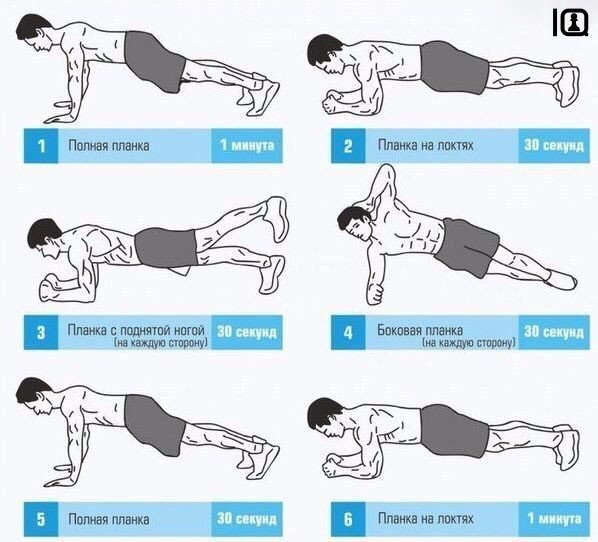 IQ
1 Полная планка 1 минута
2 Планка на локтях 30 секунд
3 Планка с поднятой ногой 30 секунд
(на каждую сторону)
4 Боковая планка 30 секунд
(на каждую сторону)
5 Полная планка 30 секунд
6 Планка на локтях 1 минута